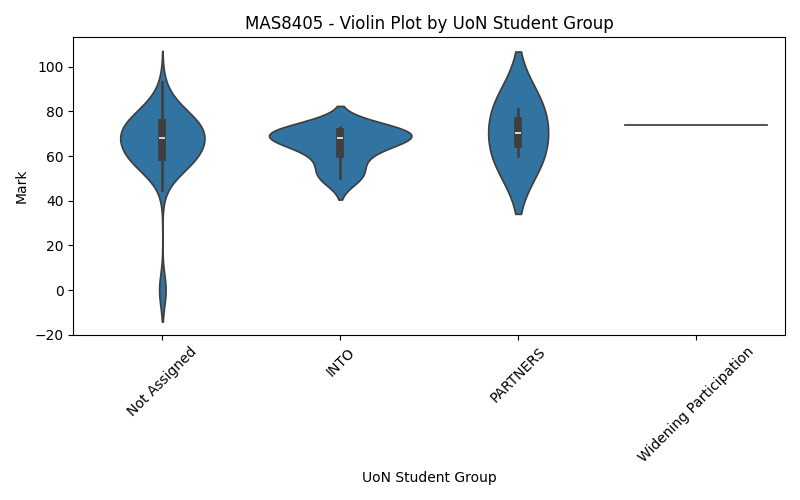 MAS8405 - Violin Plot by UoN Student Group
Mark
100
80
60
40
20
0
−20
Not Assigned
INTO
PARTNERS
Widening Participation
UoN Student Group